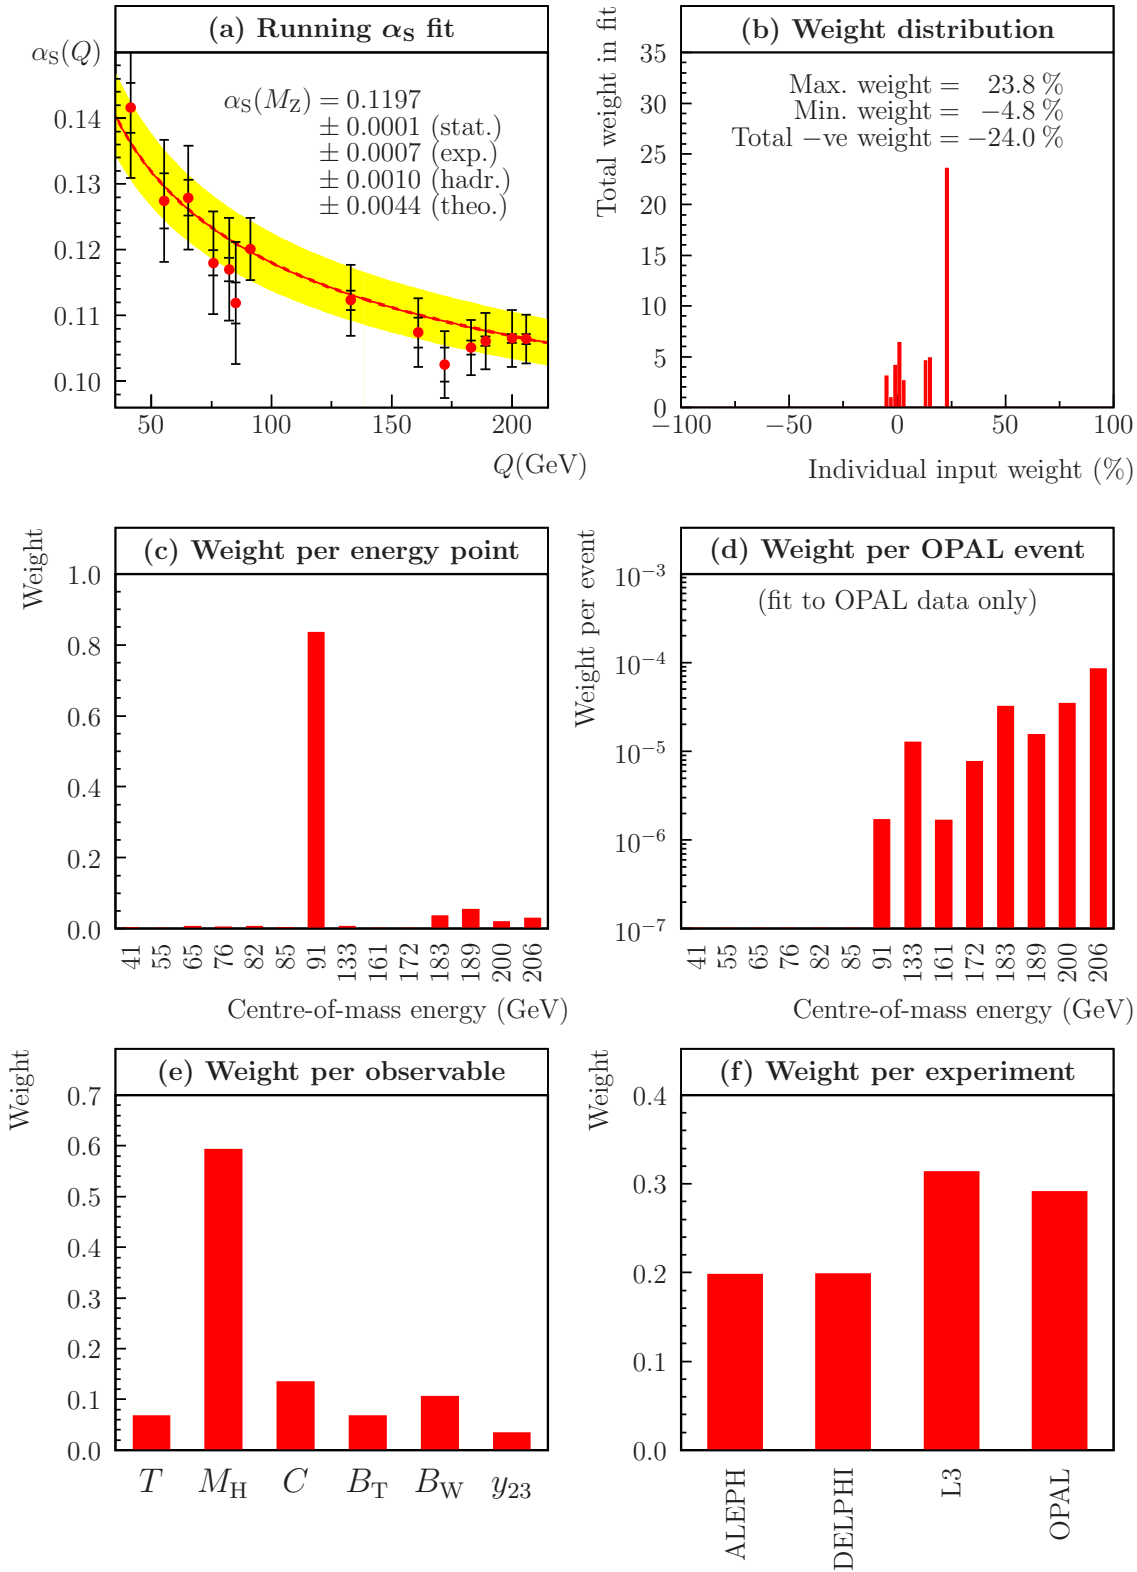 (a) Running αS fit
αS(Q)
0.14
0.13
0.12
0.11
0.10
αS(MZ) = 0.1197
± 0.0001 (stat.)
± 0.0007 (exp.)
± 0.0010 (hadr.)
± 0.0044 (theo.)
50 100 150 200
Q(GeV)
(b) Weight distribution
Total weight in fit
35
30
25
20
15
10
5
0
Max. weight = 23.8 %
Min. weight = −4.8 %
Total −ve weight = −24.0 %
−100 −50 0 50 100
Individual input weight (%)
(c) Weight per energy point
Weight
1.0
0.8
0.6
0.4
0.2
0.0
41 55 65 76 82 85 91 133 161 172 183 189 200 206
Centre-of-mass energy (GeV)
(d) Weight per OPAL event
Weight per event
(fit to OPAL data only)
10⁻³
10⁻⁴
10⁻⁵
10⁻⁶
10⁻⁷
41 55 65 76 82 85 91 133 161 172 183 189 200 206
Centre-of-mass energy (GeV)
(e) Weight per observable
Weight
0.7
0.6
0.5
0.4
0.3
0.2
0.1
0.0
T MH C BT BW y23
(f) Weight per experiment
Weight
0.4
0.3
0.2
0.1
0.0
ALEPH DELPHI L3 OPAL